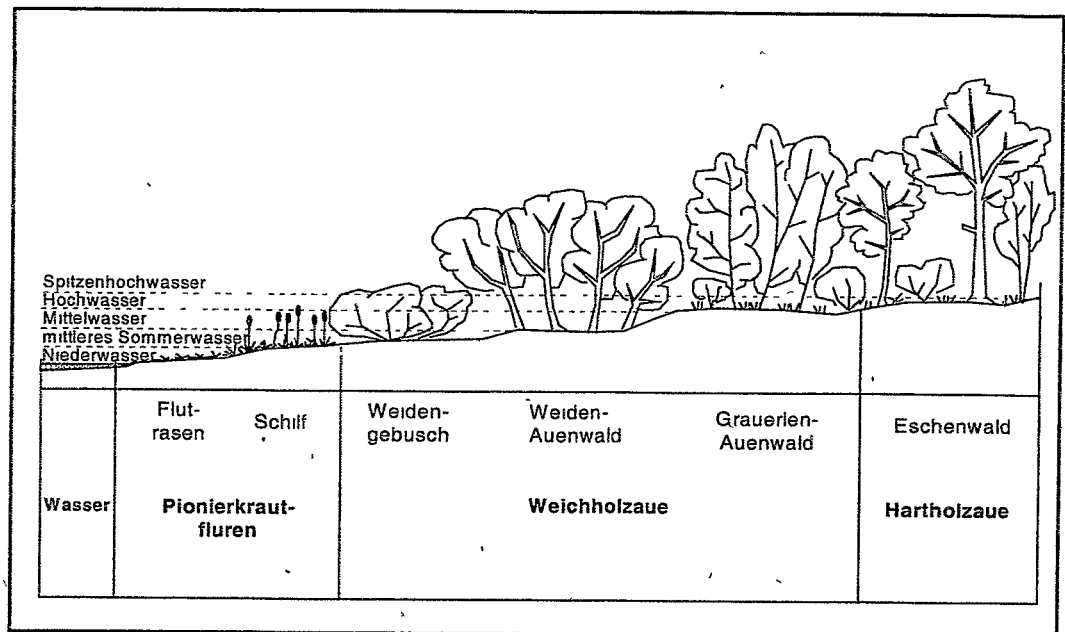 Spitzenhochwasser
Hochwasser
Mittelwasser
mittleres Sommerwasser
Niederwasser
Flut-
rasen
Schilf
Weiden-
gebusch
Weiden-
Auenwald
Grauerlen-
Auenwald
Eschenwald
Wasser
Pionierkraut-
fluren
Weichholzaue
Hartholzaue